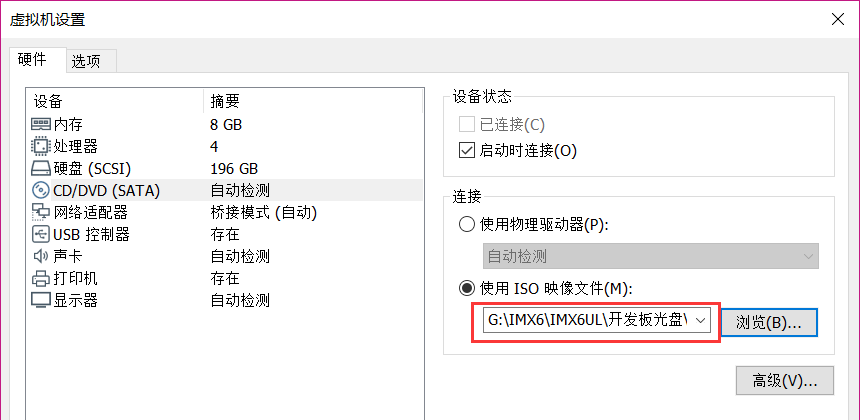 虚拟机设置
硬件 选项
设备 摘要
内存 8 GB
处理器 4
硬盘 (SCSI) 196 GB
CD/DVD (SATA) 自动检测
网络适配器 桥接模式 (自动)
USB 控制器 存在
声卡 自动检测
打印机 存在
显示器 自动检测
设备状态
已连接(C)
启动时连接(O)
连接
使用物理驱动器(P):
自动检测
使用 ISO 映像文件(M):
G:\IMX6\IMX6UL\开发板光盘\ 浏览(B)...
高级(V)...